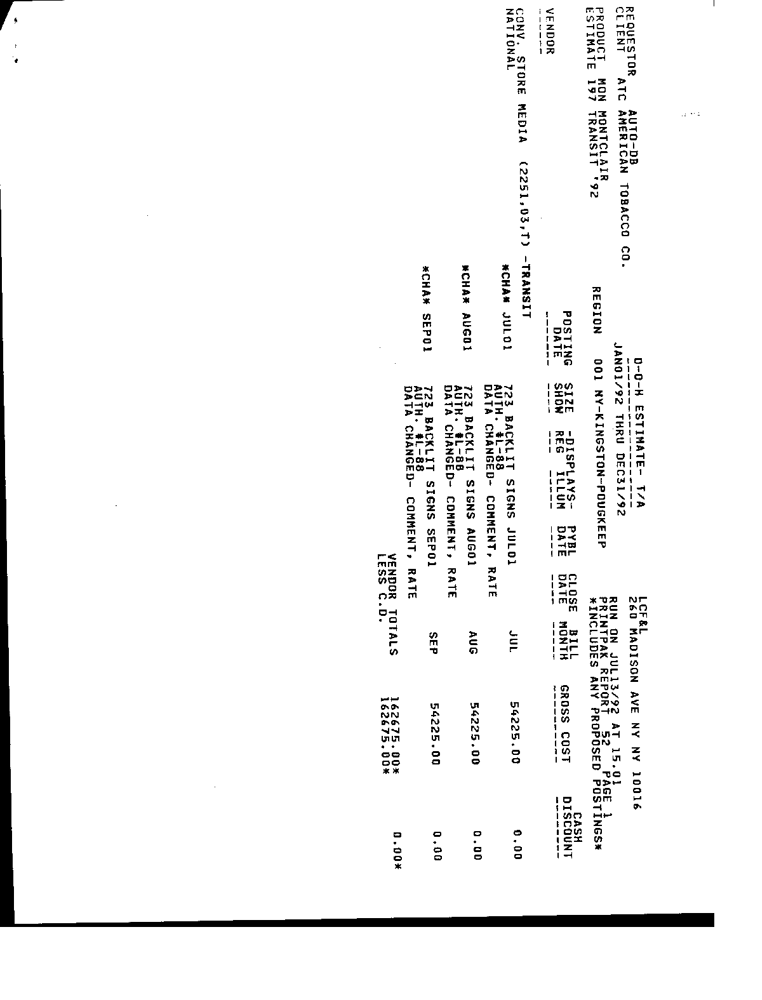 REQUESTOR AUTO-DB D-O-H ESTIMATE- T/A LCF&L
CLIENT ATC AMERICAN TOBACCO CO. ------------------ 260 MADISON AVE NY NY 10016
JAN01/92 THRU DEC31/92 RUN ON JUL13/92 AT 15.01
PRODUCT MON MONTCLAIR PRINTPAK REPORT 52 PAGE 1
ESTIMATE 197 TRANSIT '92 REGION 001 NY-KINGSTON-POUGKEEP *INCLUDES ANY PROPOSED POSTINGS*
POSTING SIZE -DISPLAYS- PYBL CLOSE BILL CASH
VENDOR DATE SHOW REG ILLUM DATE DATE MONTH GROSS COST DISCOUNT
------ ------- ---- --- ----- ---- ---- ----- ---------- --------
CONV. STORE MEDIA (2251,03,T) -TRANSIT
NATIONAL *CHA* JUL01 723 BACKLIT SIGNS JUL01 JUL 54225.00 0.00
AUTH. #L-88
DATA CHANGED- COMMENT, RATE
*CHA* AUG01 723 BACKLIT SIGNS AUG01 AUG 54225.00 0.00
AUTH. #L-88
DATA CHANGED- COMMENT, RATE
*CHA* SEP01 723 BACKLIT SIGNS SEP01 SEP 54225.00 0.00
AUTH. #L-88
DATA CHANGED- COMMENT, RATE
VENDOR TOTALS 162675.00* 0.00*
LESS C.D. 162675.00*